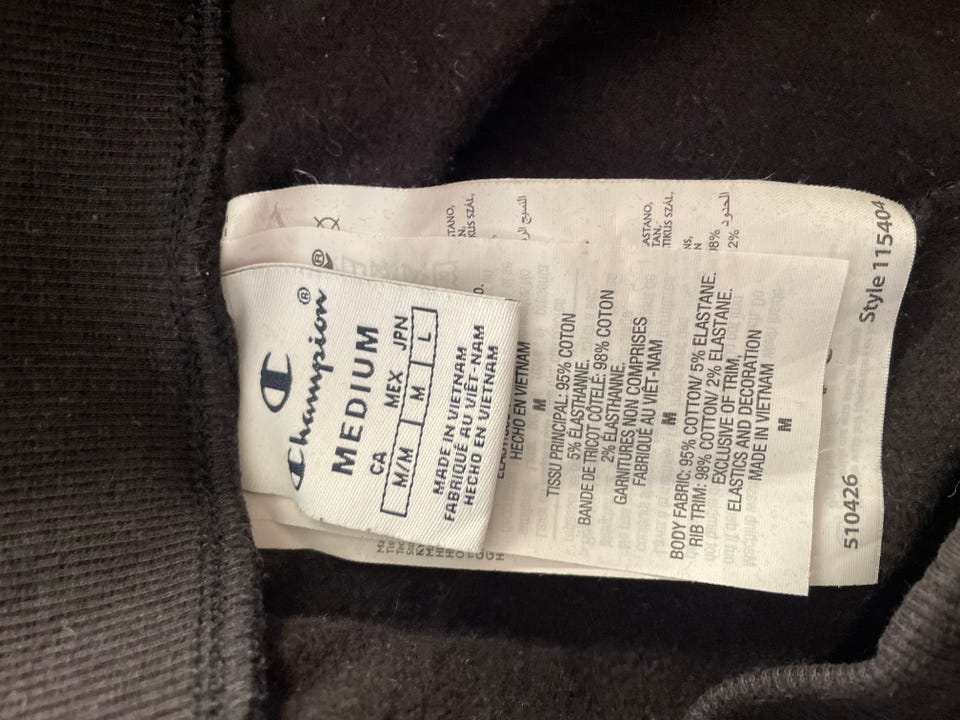 Champion®
MEDIUM
CA MEX JPN
M/M M L
MADE IN VIETNAM
FABRIQUÉ AU VIÊT-NAM
HECHO EN VIETNAM
HECHO EN VIETNAM
M
TISSU PRINCIPAL: 95% COTON
5% ÉLASTHANNE.
BANDE DE TRICOT CÔTELÉ: 98% COTON
2% ÉLASTHANNE.
GARNITURES NON COMPRISES
FABRIQUÉ AU VIÊT-NAM
M
BODY FABRIC: 95% COTTON/ 5% ELASTANE.
RIB TRIM: 98% COTTON/ 2% ELASTANE.
EXCLUSIVE OF TRIM,
ELASTICS AND DECORATION
MADE IN VIETNAM
M
510426 Style 115404